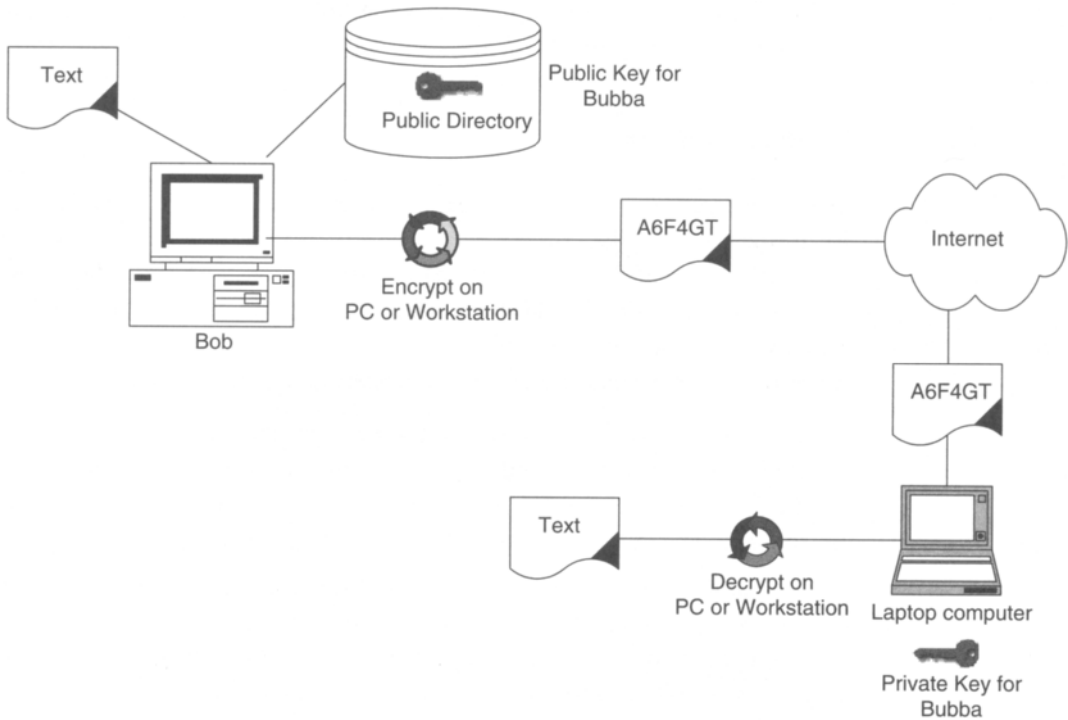 Text
Public Key for
Bubba
Public Directory
A6F4GT
Internet
Encrypt on
PC or Workstation
Bob
A6F4GT
Text
Decrypt on
PC or Workstation
Laptop computer
Private Key for
Bubba